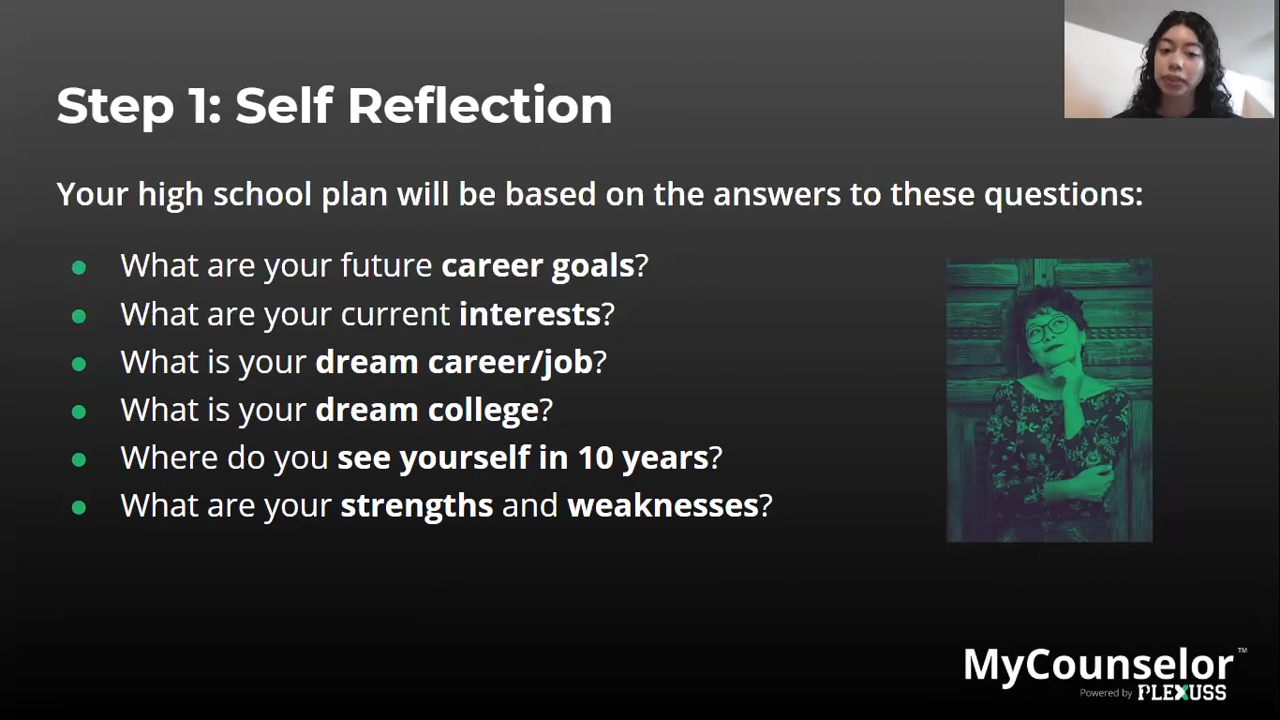 Step 1: Self Reflection
Your high school plan will be based on the answers to these questions:
● What are your future career goals?
● What are your current interests?
● What is your dream career/job?
● What is your dream college?
● Where do you see yourself in 10 years?
● What are your strengths and weaknesses?
MyCounselor™
Powered by PLEXUSS